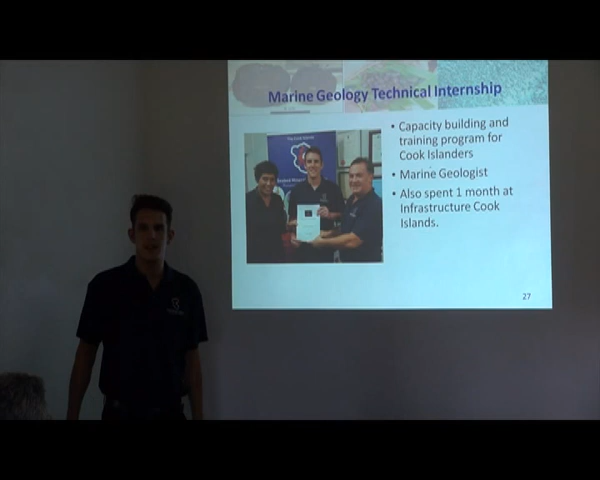 Marine Geology Technical Internship
• Capacity building and
training program for
Cook Islanders
• Marine Geologist
• Also spent 1 month at
Infrastructure Cook
Islands.
27